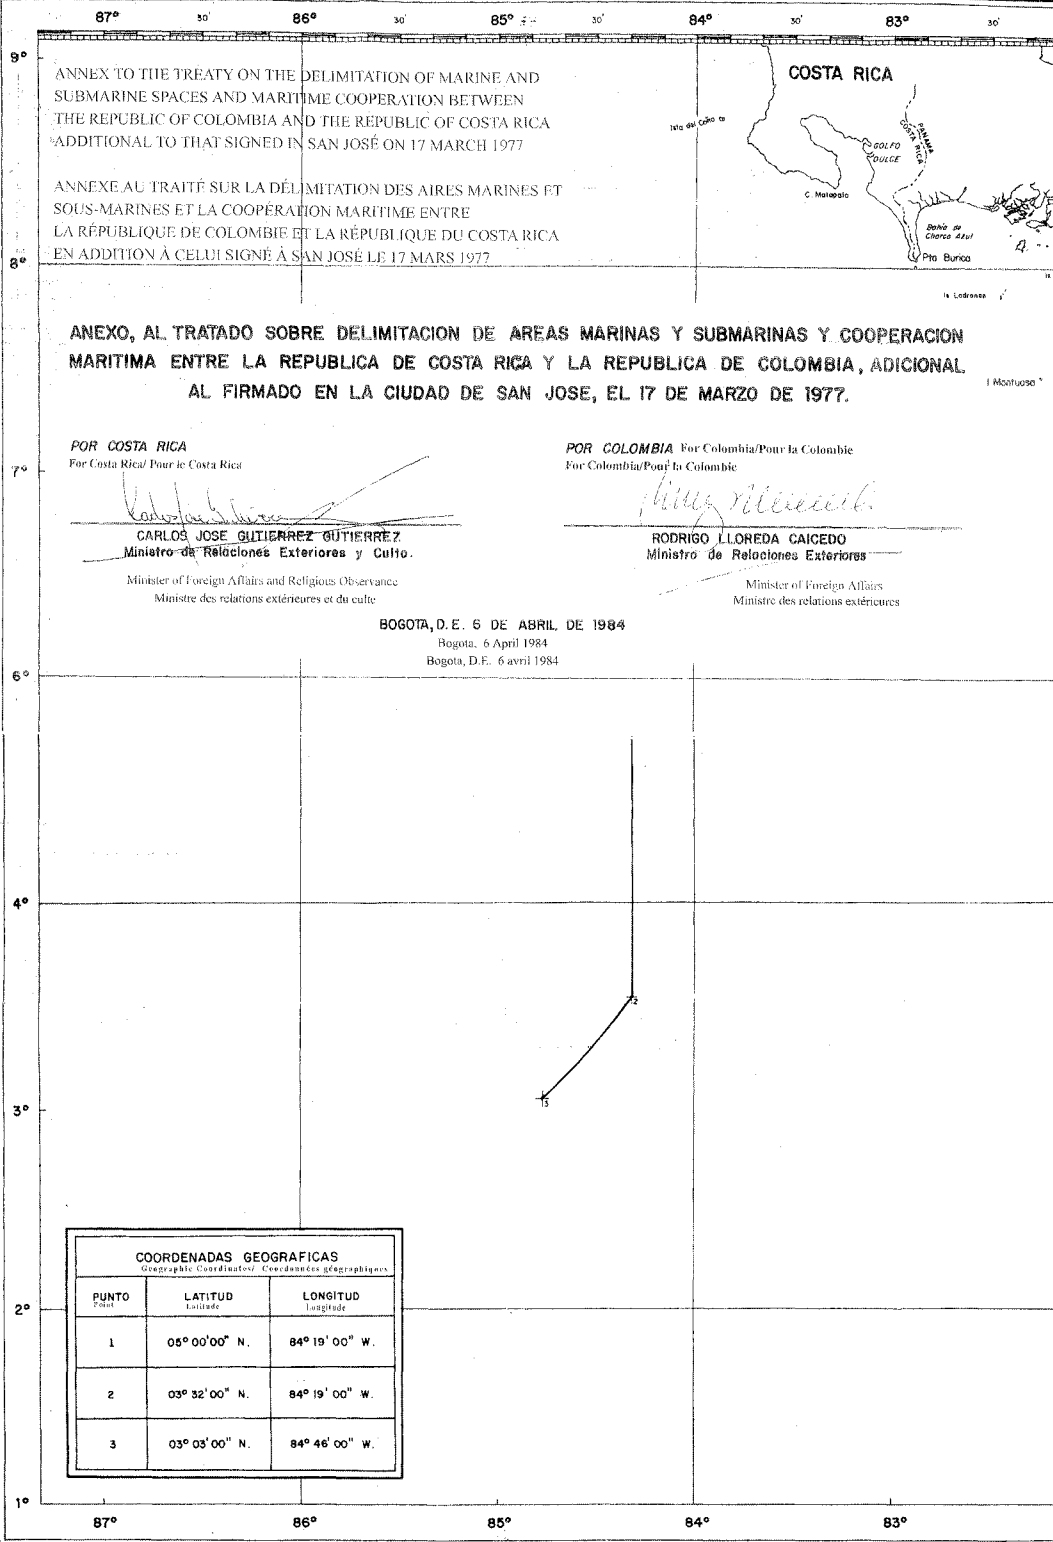 87° 30' 86° 30' 85° 30' 84° 30' 83° 30'
9°
COSTA RICA
ANNEX TO THE TREATY ON THE DELIMITATION OF MARINE AND
SUBMARINE SPACES AND MARITIME COOPERATION BETWEEN
THE REPUBLIC OF COLOMBIA AND THE REPUBLIC OF COSTA RICA
ADDITIONAL TO THAT SIGNED IN SAN JOSÉ ON 17 MARCH 1977
Isla del Caño
PANAMA
COSTA RICA
GOLFO
DULCE
C. Matapalo
ANNEXE AU TRAITÉ SUR LA DÉLIMITATION DES AIRES MARINES ET
SOUS-MARINES ET LA COOPÉRATION MARITIME ENTRE
LA RÉPUBLIQUE DE COLOMBIE ET LA RÉPUBLIQUE DU COSTA RICA
EN ADDITION À CELUI SIGNÉ À SAN JOSÉ LE 17 MARS 1977
Bahia de
Charco Azul
Pta Burica
8°
Is Ladrones
ANEXO, AL TRATADO SOBRE DELIMITACION DE AREAS MARINAS Y SUBMARINAS Y COOPERACION
MARITIMA ENTRE LA REPUBLICA DE COSTA RICA Y LA REPUBLICA DE COLOMBIA, ADICIONAL
AL FIRMADO EN LA CIUDAD DE SAN JOSE, EL 17 DE MARZO DE 1977.
I Montuosa
POR COSTA RICA
For Costa Rica/ Pour le Costa Rica
7°
CARLOS JOSE GUTIERREZ GUTIERREZ
Ministro de Relaciones Exteriores y Culto.
Minister of Foreign Affairs and Religious Observance
Ministre des relations extérieures et du culte
POR COLOMBIA For Colombia/Pour la Colombie
For Colombia/Pour la Colombie
RODRIGO LLOREDA CAICEDO
Ministro de Relaciones Exteriores
Minister of Foreign Affairs
Ministre des relations extérieures
BOGOTA, D.E. 6 DE ABRIL, DE 1984
Bogota, 6 April 1984
Bogota, D.E. 6 avril 1984
6°
4°
2
3°
3
COORDENADAS GEOGRAFICAS
Geographic Coordinates/ Coordonnées géographiques
PUNTO LATITUD LONGITUD
Point Latitude Longitude
1 05° 00' 00" N. 84° 19' 00" W.
2 03° 32' 00" N. 84° 19' 00" W.
3 03° 03' 00" N. 84° 46' 00" W.
2°
1°
87° 86° 85° 84° 83°